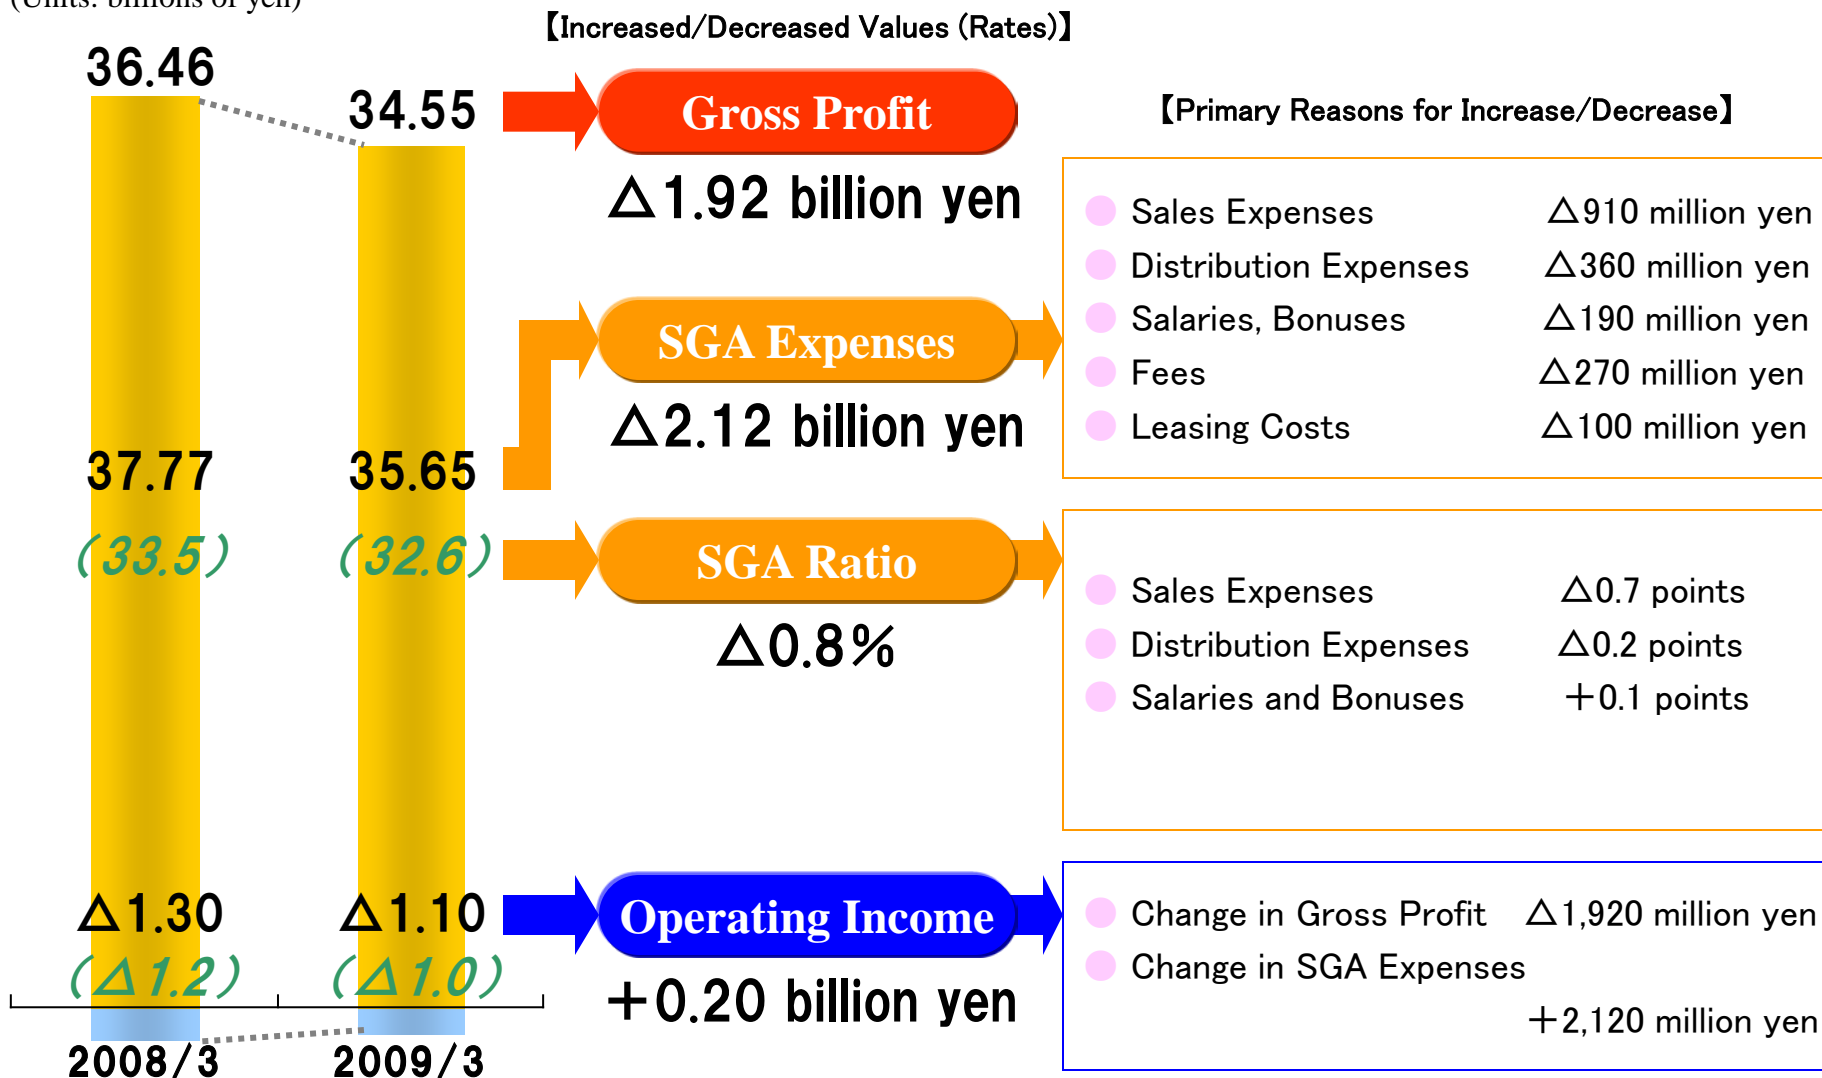 (Units: billions of yen)
【Increased/Decreased Values (Rates)】
36.46
34.55
Gross Profit
△1.92 billion yen
【Primary Reasons for Increase/Decrease】
37.77
35.65
SGA Expenses
△2.12 billion yen
Sales Expenses △910 million yen
Distribution Expenses △360 million yen
Salaries, Bonuses △190 million yen
Fees △270 million yen
Leasing Costs △100 million yen
(33.5)
(32.6)
SGA Ratio
△0.8%
Sales Expenses △0.7 points
Distribution Expenses △0.2 points
Salaries and Bonuses +0.1 points
△1.30
△1.10
(△1.2)
(△1.0)
Operating Income
+0.20 billion yen
Change in Gross Profit △1,920 million yen
Change in SGA Expenses
+2,120 million yen
2008/3
2009/3